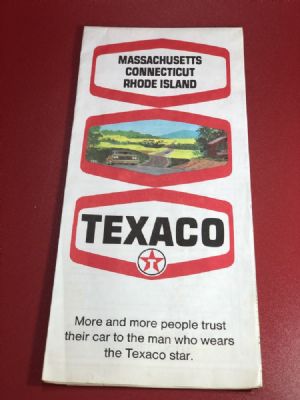 MASSACHUSETTS
CONNECTICUT
RHODE ISLAND
TEXACO
T
More and more people trust
their car to the man who wears
the Texaco star.